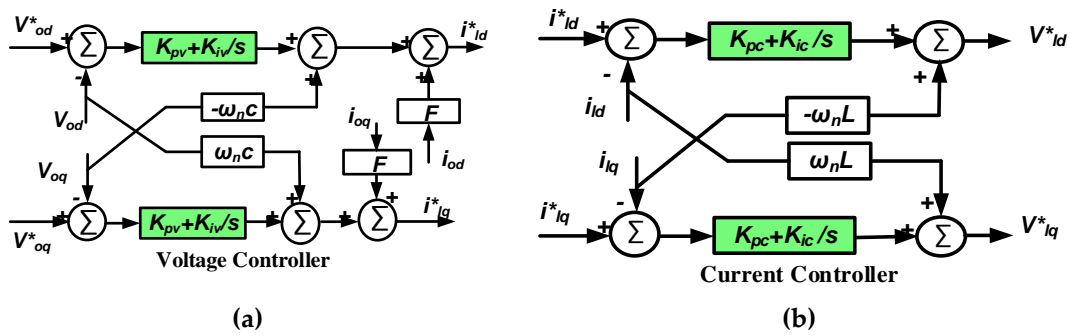 V*od
+
Σ
Kpv+Kiv/s
+
Σ
+
Σ
i*ld
-
+
+
Vod
-ωnc
F
ioq
iod
Voq
ωnc
F
-
+
+
+
V*oq
+
Σ
Kpv+Kiv/s
+
Σ
+
Σ
i*lq
Voltage Controller
(a)
i*ld
+
Σ
Kpc+Kic/s
+
Σ
V*ld
-
+
ild
-ωnL
ilq
ωnL
-
+
i*lq
+
Σ
Kpc+Kic/s
+
Σ
V*lq
Current Controller
(b)